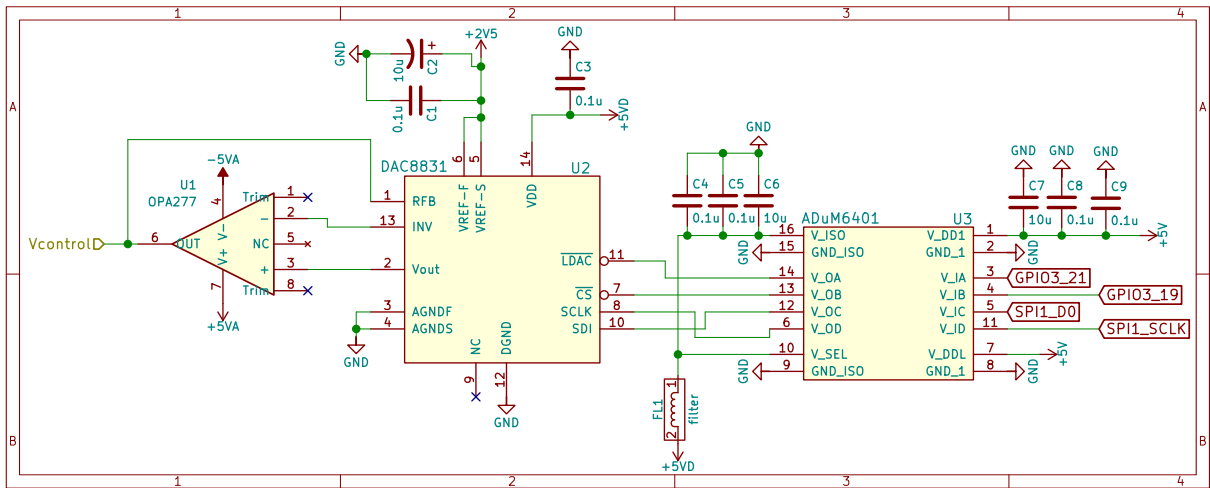 1 2 3 4
A
B
GND
10u
C2
+
0.1u
C1
+2V5
GND
C3
0.1u
+5VD
DAC8831
U2
6
5
14
VREF-F
VREF-S
VDD
1 RFB
13 INV
2 Vout
3 AGNDF
4 AGNDS
GND
NC
9
DGND
12
GND
LDAC 11
CS 7
SCLK 8
SDI 10
-5VA
U1
OPA277
4
V-
Trim 1
- 2
NC 5
+ 3
Trim 8
V+
7
+5VA
Vcontrol
6 OUT
GND
C4
0.1u
C5
0.1u
C6
10u
ADuM6401
U3
16 V_ISO
GND
15 GND_ISO
14 V_OA
13 V_OB
12 V_OC
6 V_OD
10 V_SEL
GND
9 GND_ISO
V_DD1 1
GND_1 2
GND
V_IA 3
GPIO3_21
V_IB 4
GPIO3_19
V_IC 5
SPI1_D0
V_ID 11
SPI1_SCLK
V_DDL 7
+5V
GND_1 8
GND
GND
C7
10u
GND
C8
0.1u
GND
C9
0.1u
+5V
FL1
1
2
filter
+5VD
A
B
1 2 3 4